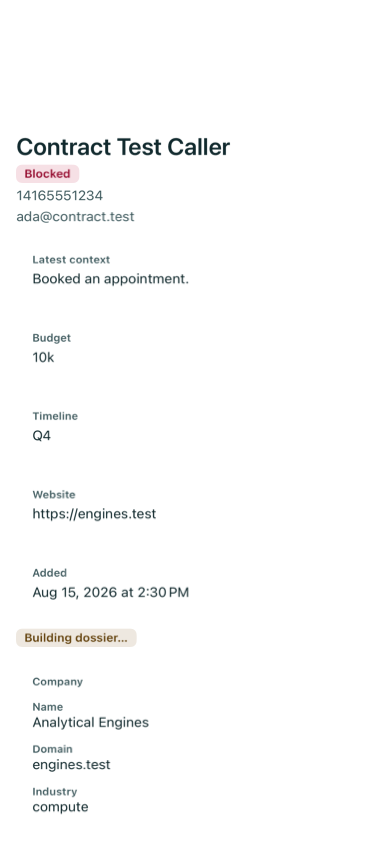 Contract Test Caller
Blocked
14165551234
ada@contract.test
Latest context
Booked an appointment.
Budget
10k
Timeline
Q4
Website
https://engines.test
Added
Aug 15, 2026 at 2:30 PM
Building dossier...
Company
Name
Analytical Engines
Domain
engines.test
Industry
compute